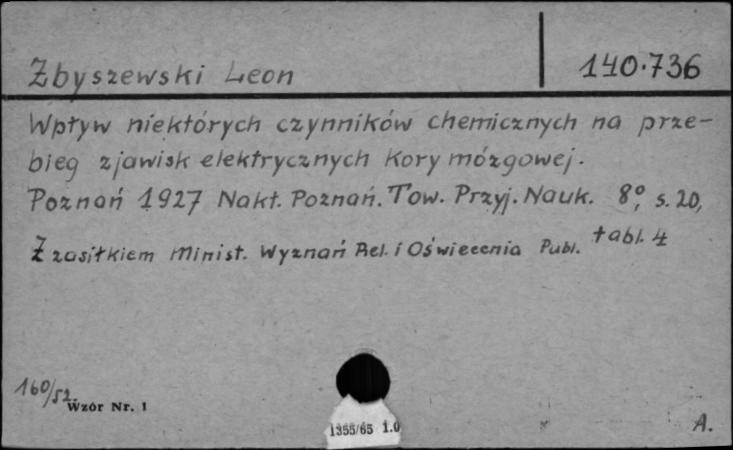 Zbyszewski Leon
140.736
Wpływ niektórych czynników chemicznych na prze-
bieg zjawisk elektrycznych kory mózgowej.
Poznań 1927 Nakł. Poznań. Tow. Przyj. Nauk. 8°, s. 20,
tabl. 4
Z zasiłkiem Minist. Wyznań Rel. i Oświecenia Publ.
160/52
Wzór Nr. 1
1355/65 1.0
A.